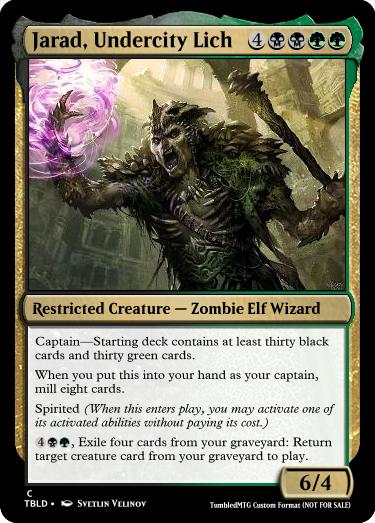 Jarad, Undercity Lich 4
Restricted Creature — Zombie Elf Wizard
Captain—Starting deck contains at least thirty black
cards and thirty green cards.
When you put this into your hand as your captain,
mill eight cards.
Spirited (When this enters play, you may activate one of
its activated abilities without paying its cost.)
4, Exile four cards from your graveyard: Return
target creature card from your graveyard to play.
6/4
C
TBLD • Svetlin Velinov
TumbledMTG Custom Format (NOT FOR SALE)